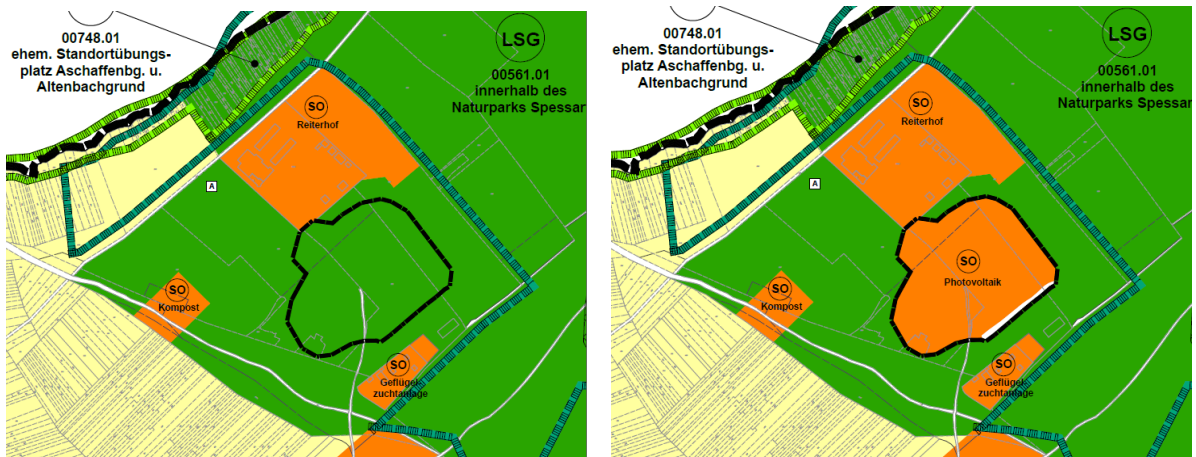 00748.01
ehem. Standortübungs-
platz Aschaffenbg. u.
Altenbachgrund
LSG
00561.01
innerhalb des
Naturparks Spessar
SO
Reiterhof
A
SO
Kompost
SO
Geflügel-
zuchtanlage
00748.01
ehem. Standortübungs-
platz Aschaffenbg. u.
Altenbachgrund
LSG
00561.01
innerhalb des
Naturparks Spessar
SO
Reiterhof
A
SO
Photovoltaik
SO
Kompost
SO
Geflügel-
zuchtanlage